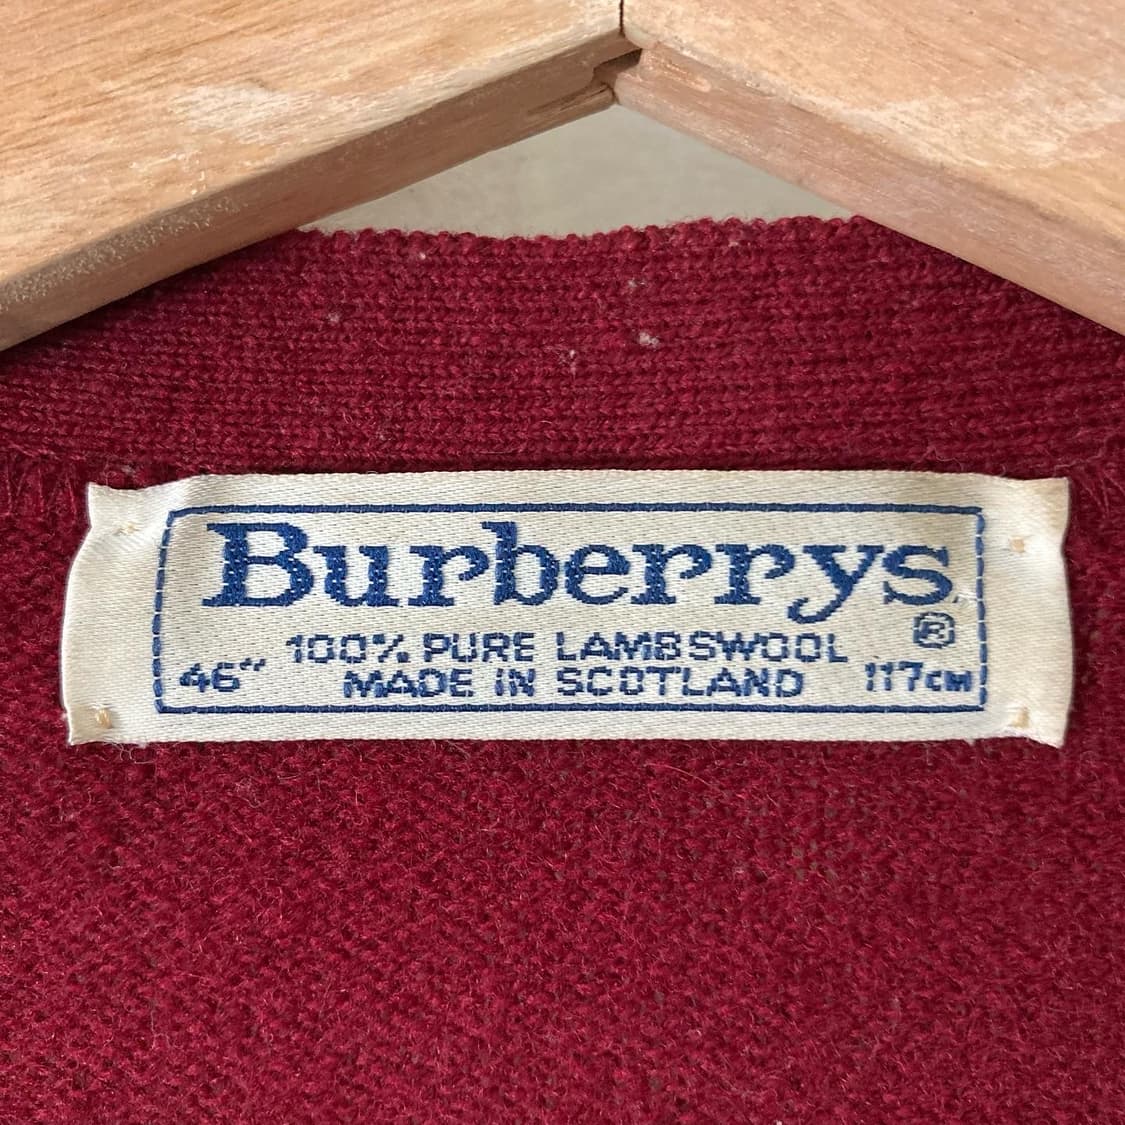 Burberrys®
100% PURE LAMBSWOOL
46" MADE IN SCOTLAND 117CM